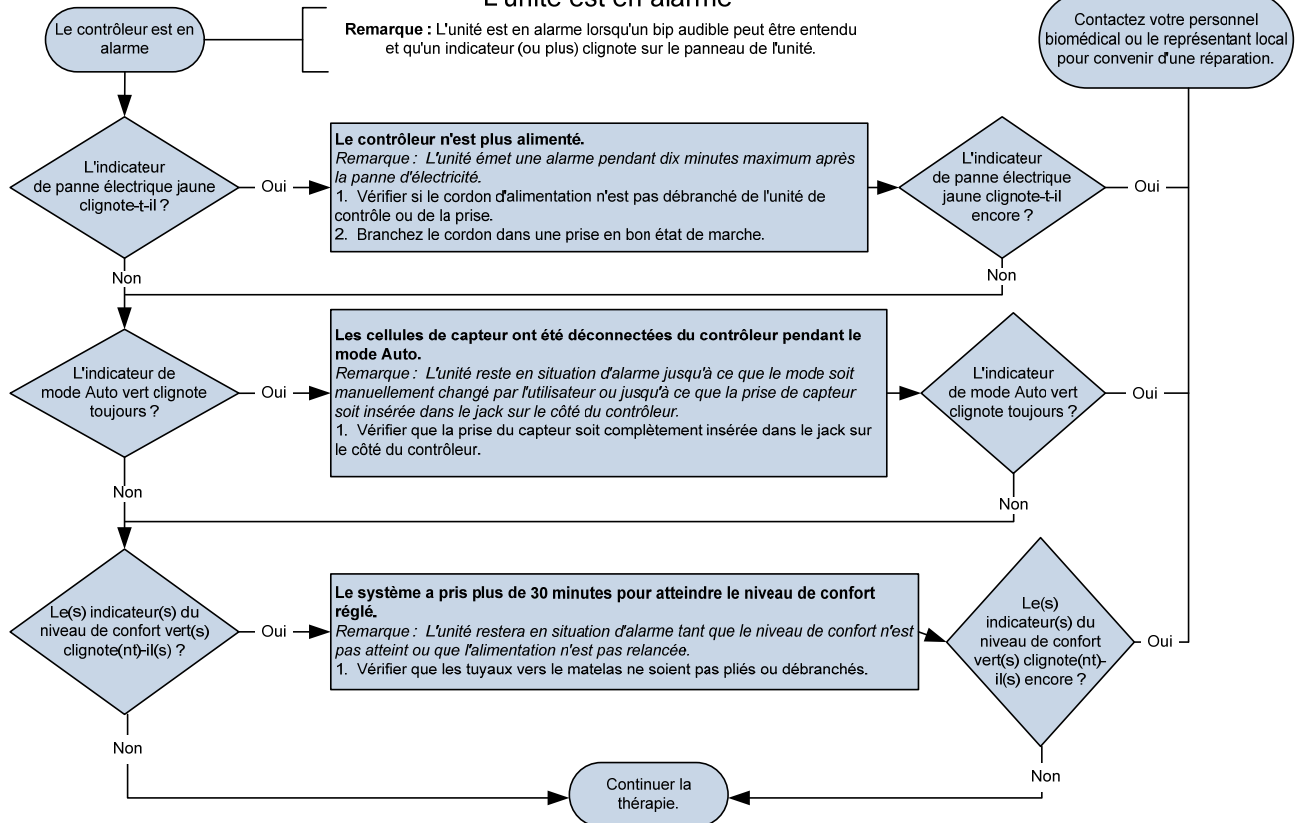 L'unité est en alarme
Le contrôleur est en
alarme
Remarque : L'unité est en alarme lorsqu'un bip audible peut être entendu
et qu'un indicateur (ou plus) clignote sur le panneau de l'unité.
Contactez votre personnel
biomédical ou le représentant local
pour convenir d'une réparation.
L'indicateur
de panne électrique jaune
clignote-t-il ?
Oui
Le contrôleur n'est plus alimenté.
Remarque : L'unité émet une alarme pendant dix minutes maximum après
la panne d'électricité.
1. Vérifier si le cordon d'alimentation n'est pas débranché de l'unité de
contrôle ou de la prise.
2. Branchez le cordon dans une prise en bon état de marche.
L'indicateur
de panne électrique
jaune clignote-t-il
encore ?
Oui
Non
Non
L'indicateur de
mode Auto vert clignote
toujours ?
Oui
Les cellules de capteur ont été déconnectées du contrôleur pendant le
mode Auto.
Remarque : L'unité reste en situation d'alarme jusqu'à ce que le mode soit
manuellement changé par l'utilisateur ou jusqu'à ce que la prise de capteur
soit insérée dans le jack sur le côté du contrôleur.
1. Vérifier que la prise du capteur soit complètement insérée dans le jack sur
le côté du contrôleur.
L'indicateur
de mode Auto vert
clignote toujours ?
Oui
Non
Non
Le(s) indicateur(s) du
niveau de confort vert(s)
clignote(nt)-il(s) ?
Oui
Le système a pris plus de 30 minutes pour atteindre le niveau de confort
réglé.
Remarque : L'unité restera en situation d'alarme tant que le niveau de confort n'est
pas atteint ou que l'alimentation n'est pas relancée.
1. Vérifier que les tuyaux vers le matelas ne soient pas pliés ou débranchés.
Le(s)
indicateur(s) du
niveau de confort
vert(s) clignote(nt)-
il(s) encore ?
Oui
Non
Non
Continuer la
thérapie.